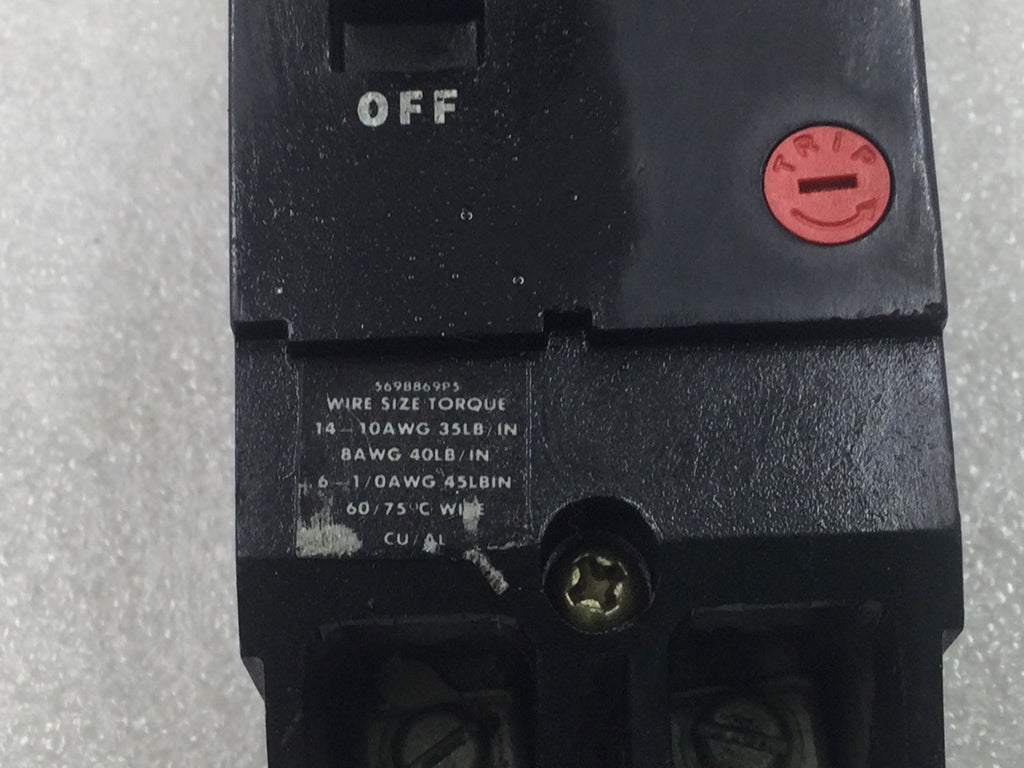 OFF
TRIP
569B869P5
WIRE SIZE TORQUE
14-10AWG 35LB/IN
8AWG 40LB/IN
6-1/0AWG 45LBIN
60/75°C WIRE
CU/AL